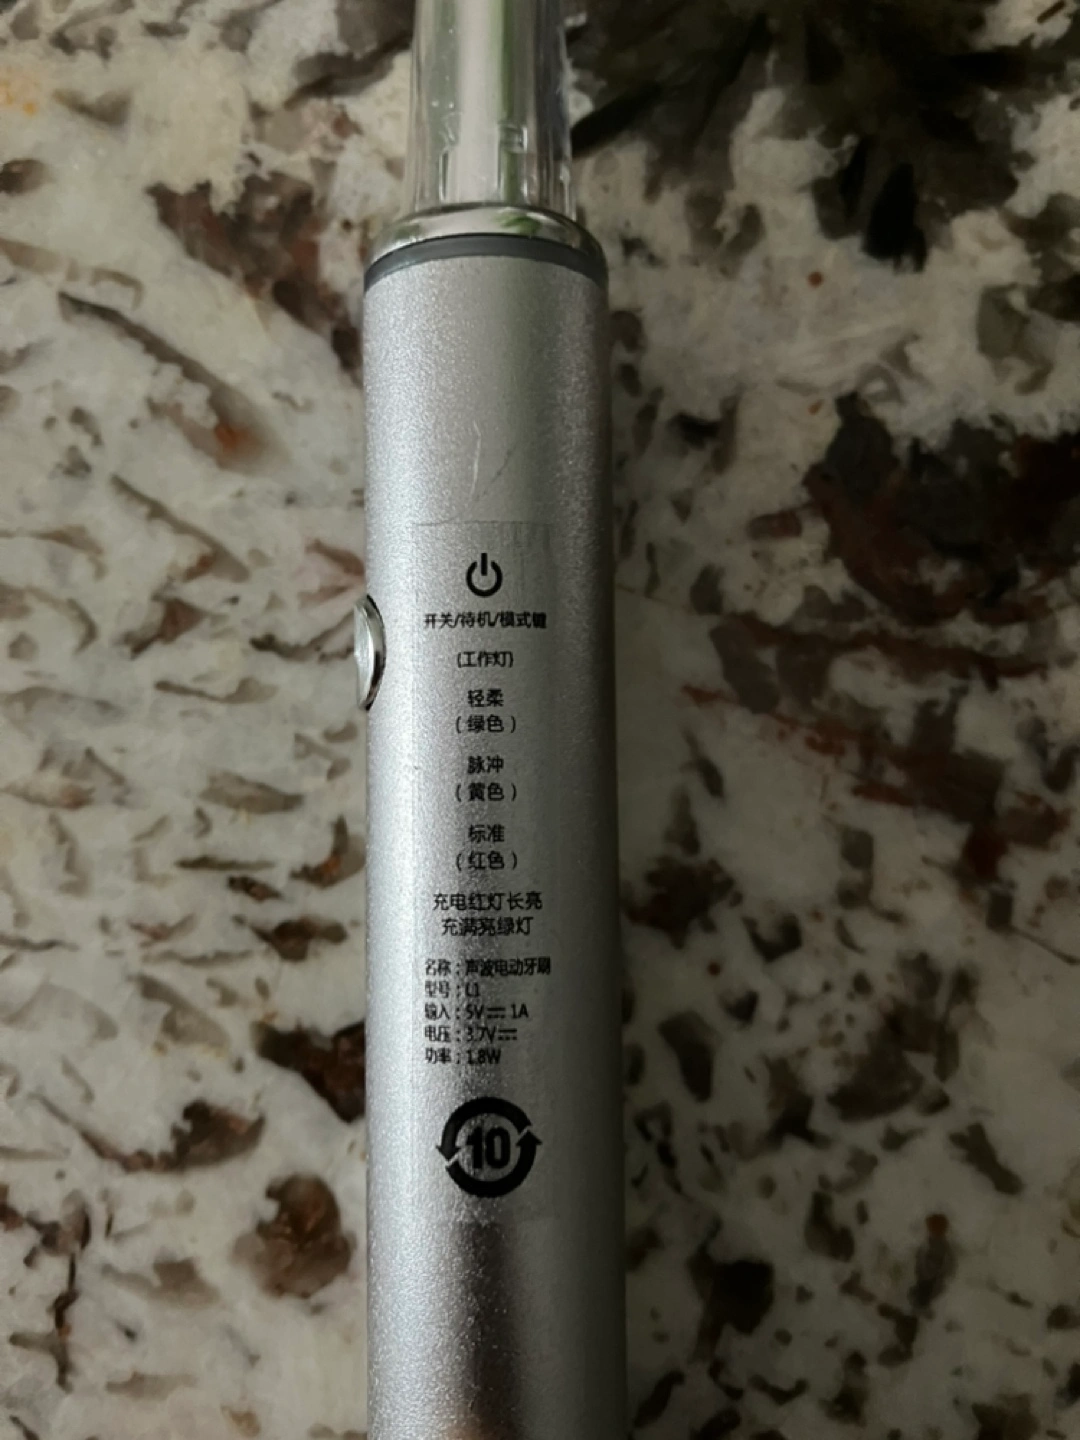 开关/待机/模式键
(工作灯)
轻柔
（绿色）
脉冲
（黄色）
标准
（红色）
充电红灯长亮
充满亮绿灯
名称：声波电动牙刷
型号：L1
输入：5V⎓1A
电压：3.7V⎓
功率：1.8W
10